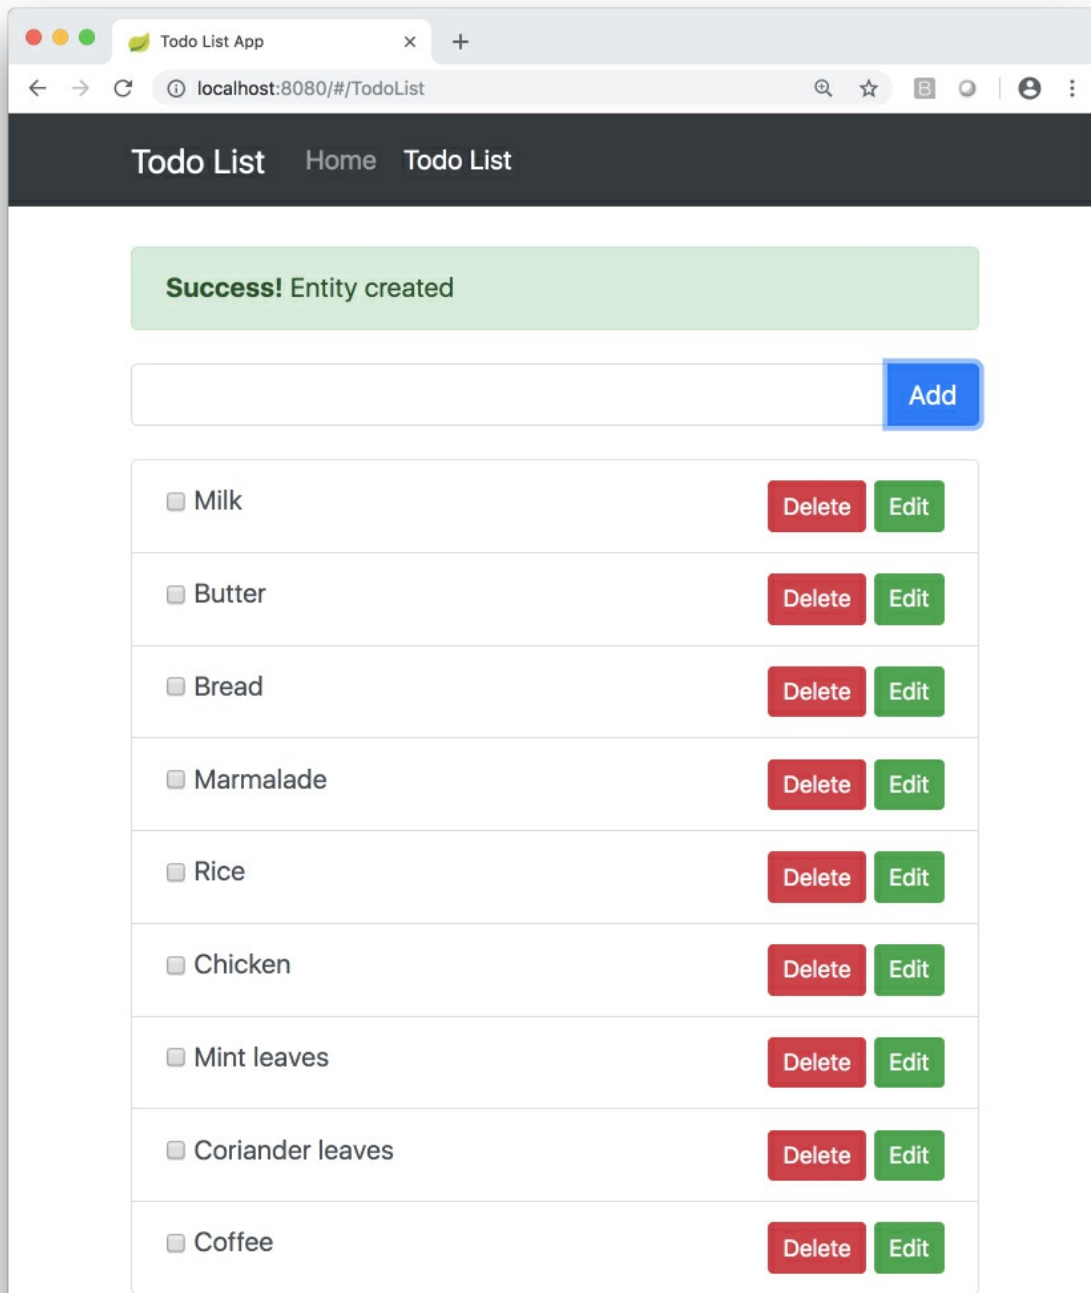 Todo List App
localhost:8080/#/TodoList
B
Todo List Home Todo List
Success! Entity created
Add
Milk Delete Edit
Butter Delete Edit
Bread Delete Edit
Marmalade Delete Edit
Rice Delete Edit
Chicken Delete Edit
Mint leaves Delete Edit
Coriander leaves Delete Edit
Coffee Delete Edit